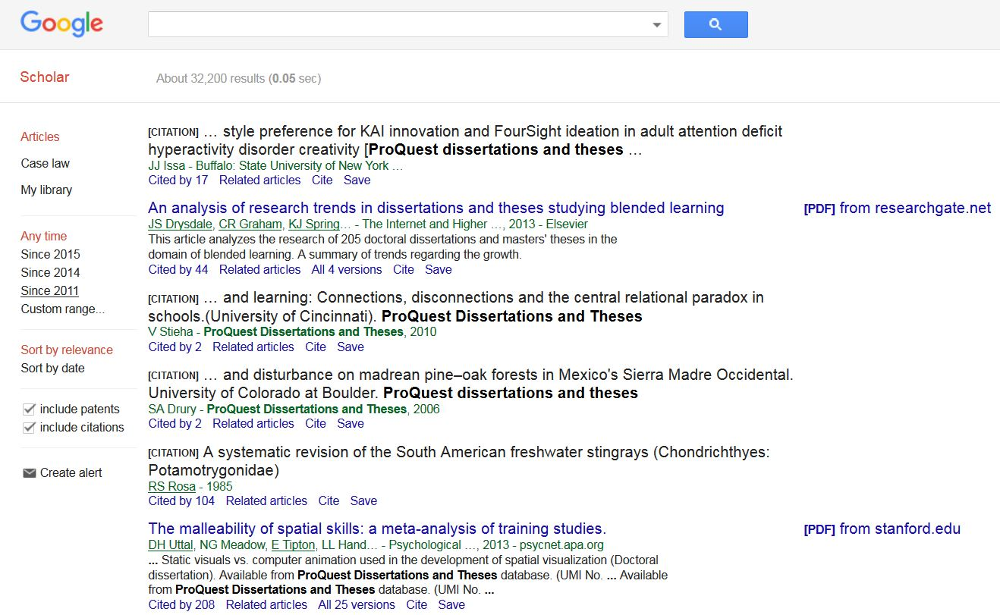 Google
Scholar
About 32,200 results (0.05 sec)
Articles
Case law
My library
Any time
Since 2015
Since 2014
Since 2011
Custom range...
Sort by relevance
Sort by date
include patents
include citations
Create alert
[CITATION] … style preference for KAI innovation and FourSight ideation in adult attention deficit
hyperactivity disorder creativity [ProQuest dissertations and theses …
JJ Issa - Buffalo: State University of New York …
Cited by 17 Related articles Cite Save
An analysis of research trends in dissertations and theses studying blended learning
[PDF] from researchgate.net
JS Drysdale, CR Graham, KJ Spring… - The Internet and Higher …, 2013 - Elsevier
This article analyzes the research of 205 doctoral dissertations and masters' theses in the
domain of blended learning. A summary of trends regarding the growth.
Cited by 44 Related articles All 4 versions Cite Save
[CITATION] … and learning: Connections, disconnections and the central relational paradox in
schools.(University of Cincinnati). ProQuest Dissertations and Theses
V Stieha - ProQuest Dissertations and Theses, 2010
Cited by 2 Related articles Cite Save
[CITATION] … and disturbance on madrean pine–oak forests in Mexico's Sierra Madre Occidental.
University of Colorado at Boulder. ProQuest dissertations and theses
SA Drury - ProQuest Dissertations and Theses, 2006
Cited by 2 Related articles Cite Save
[CITATION] A systematic revision of the South American freshwater stingrays (Chondrichthyes:
Potamotrygonidae)
RS Rosa - 1985
Cited by 104 Related articles Cite Save
The malleability of spatial skills: a meta-analysis of training studies.
[PDF] from stanford.edu
DH Uttal, NG Meadow, E Tipton, LL Hand… - Psychological …, 2013 - psycnet.apa.org
... Static visuals vs. computer animation used in the development of spatial visualization (Doctoral
dissertation). Available from ProQuest Dissertations and Theses database. (UMI No. ... Available
from ProQuest Dissertations and Theses database. (UMI No. ...
Cited by 208 Related articles All 25 versions Cite Save